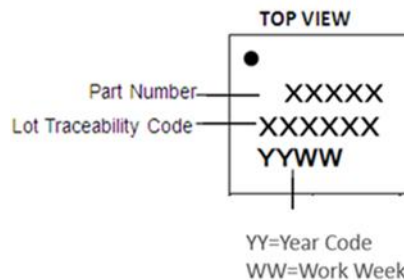 TOP VIEW
Part Number XXXXX
Lot Traceability Code XXXXXX
YYWW
YY=Year Code
WW=Work Week